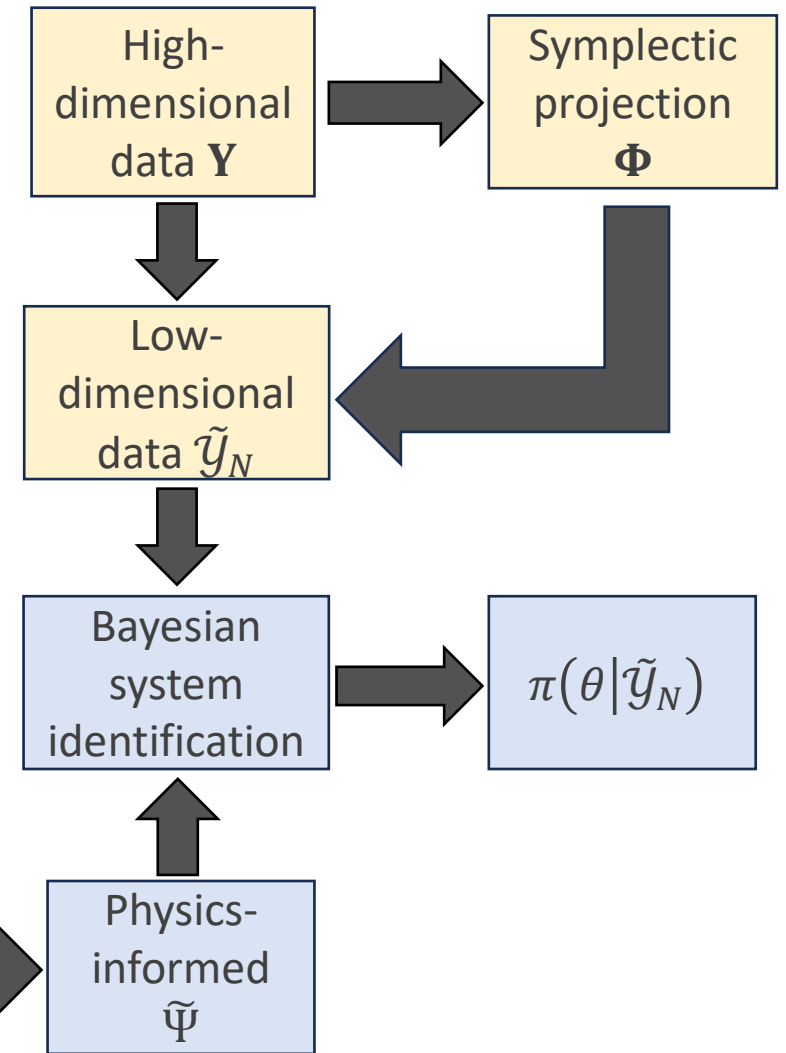 High-
dimensional
data 𝐘
Symplectic
projection
𝚽
Low-
dimensional
data 𝒴̃_N
Bayesian
system
identification
π(θ|𝒴̃_N)
Physics-
informed
Ψ̃